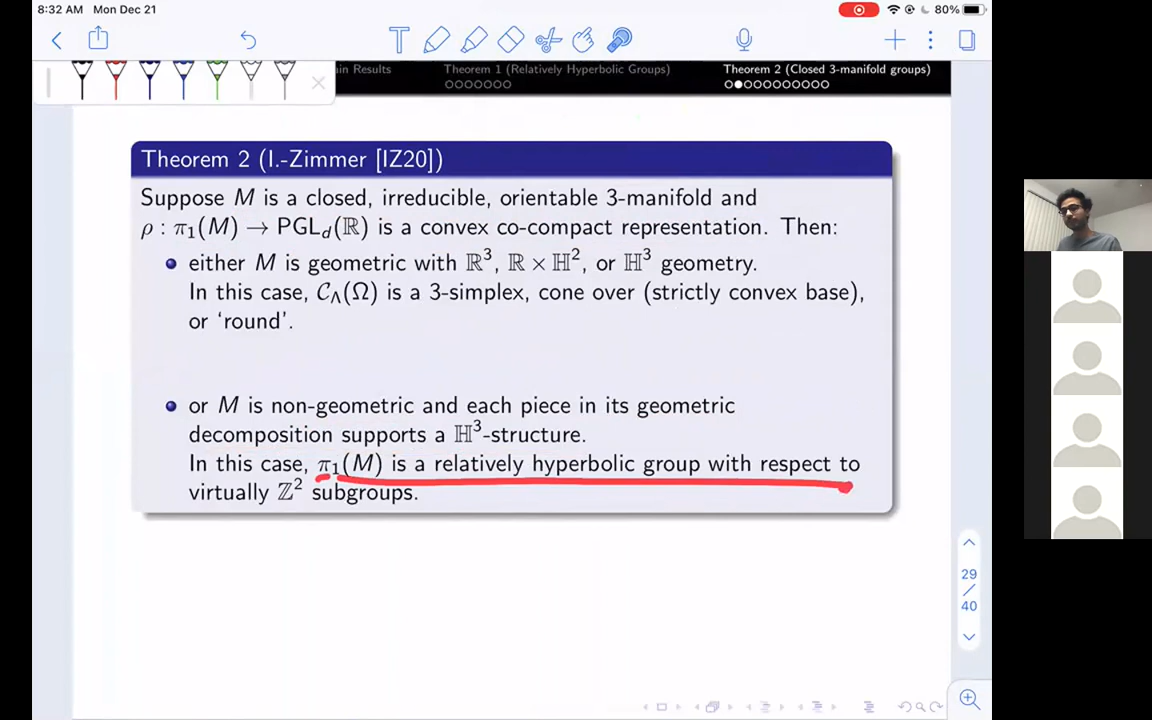 8:32 AM Mon Dec 21
80%
ain Results
Theorem 1 (Relatively Hyperbolic Groups)
Theorem 2 (Closed 3-manifold groups)
Theorem 2 (I.-Zimmer [IZ20])
Suppose M is a closed, irreducible, orientable 3-manifold and
ρ : π₁(M) → PGL_d(ℝ) is a convex co-compact representation. Then:
either M is geometric with ℝ³, ℝ × ℍ², or ℍ³ geometry.
In this case, 𝒞_Λ(Ω) is a 3-simplex, cone over (strictly convex base),
or ‘round’.
or M is non-geometric and each piece in its geometric
decomposition supports a ℍ³-structure.
In this case, π₁(M) is a relatively hyperbolic group with respect to
virtually ℤ² subgroups.
29
/
40